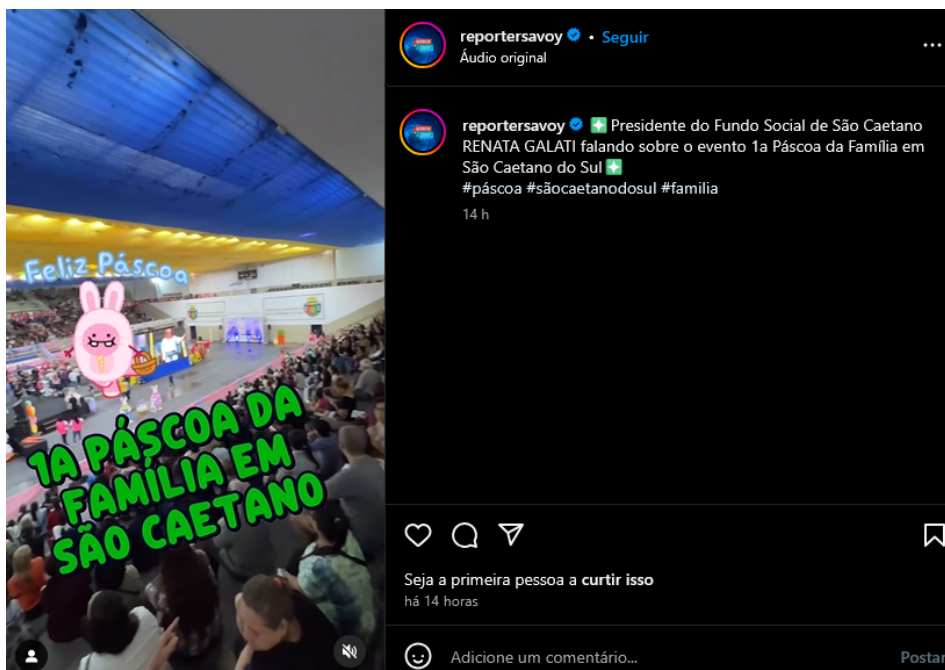 Feliz Páscoa
1A PÁSCOA DA
FAMÍLIA EM
SÃO CAETANO
reportersavoy • Seguir
Áudio original
reportersavoy Presidente do Fundo Social de São Caetano
RENATA GALATI falando sobre o evento 1a Páscoa da Família em
São Caetano do Sul
#páscoa #sãocaetanodosul #familia
14 h
Seja a primeira pessoa a curtir isso
há 14 horas
Adicione um comentário...
Postar